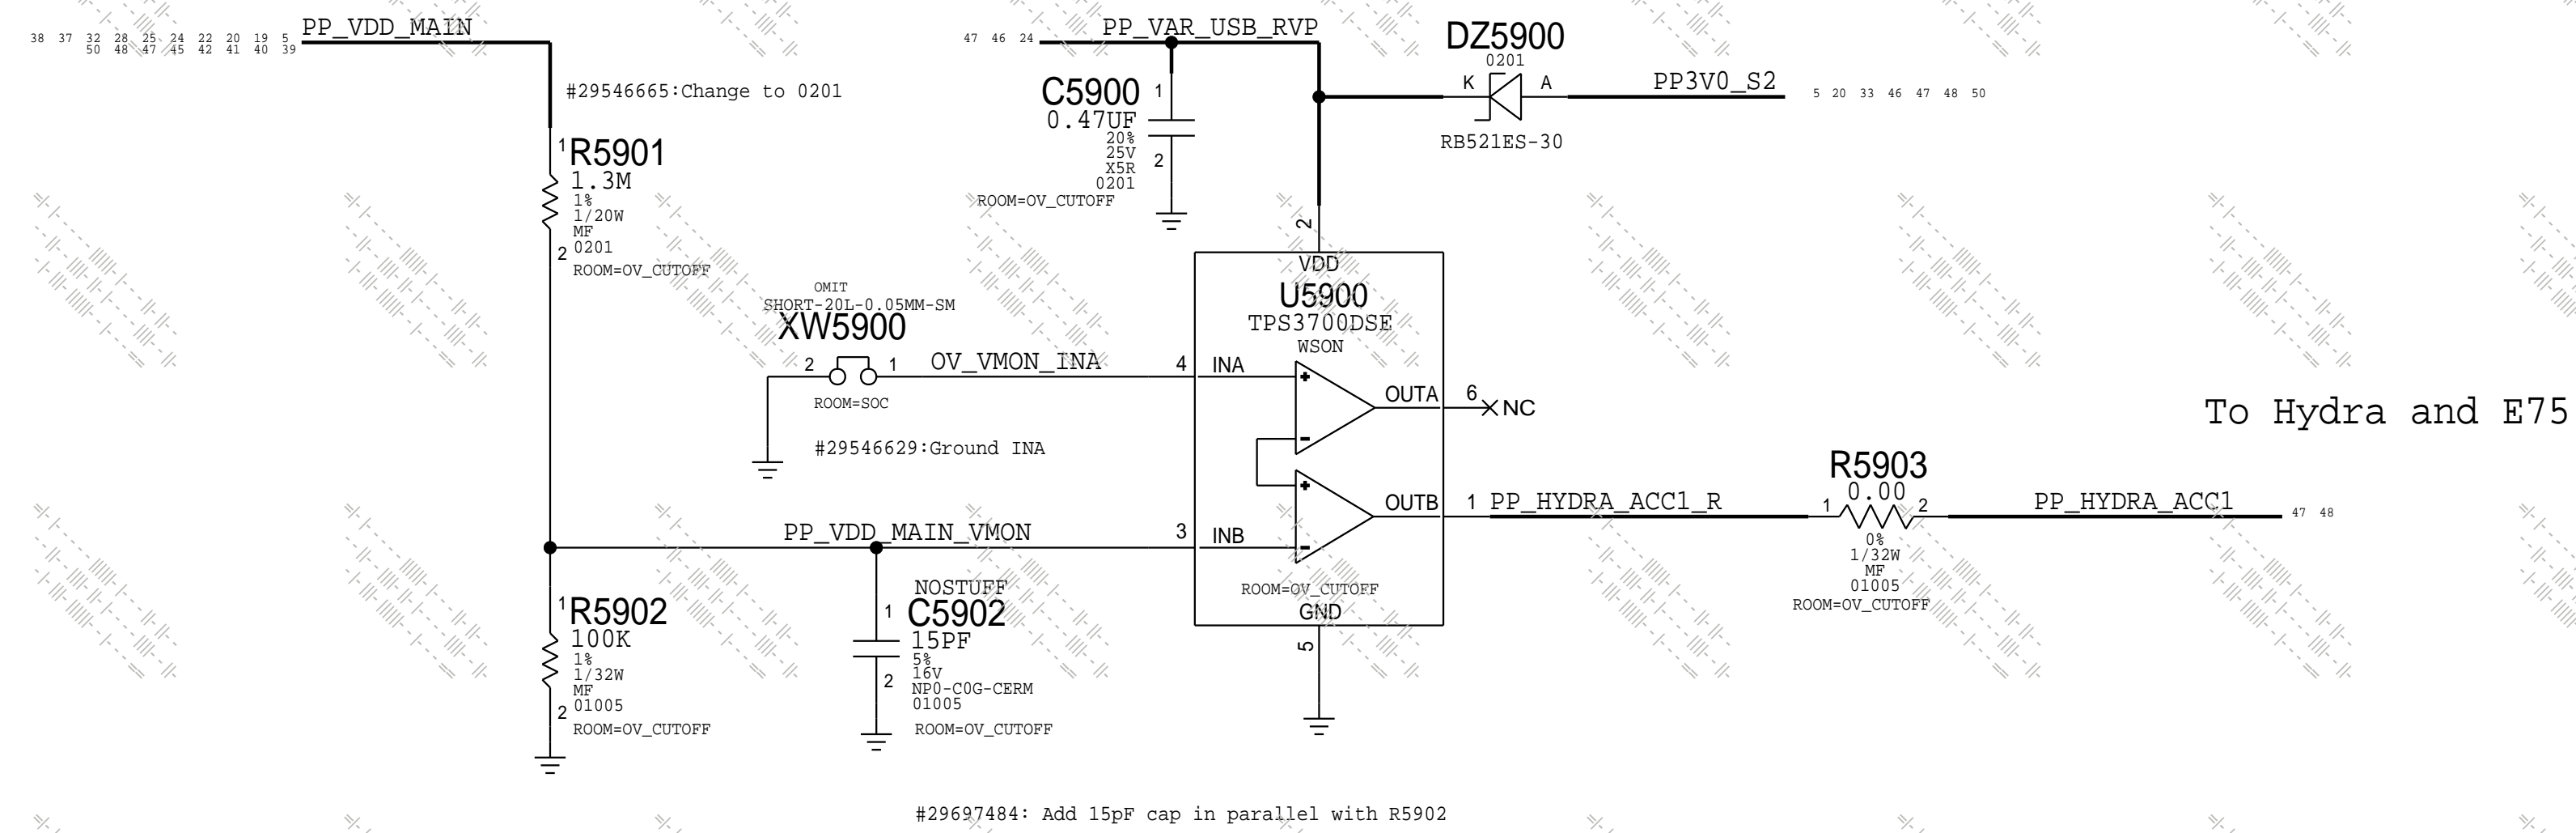 PP_VDD_MAIN
38 37 32 28 25 24 22 20 19 5
50 48 47 45 42 41 40 39
#29546665:Change to 0201
1
R5901
1.3M
1%
1/20W
MF
2
0201
ROOM=OV_CUTOFF
PP_VAR_USB_RVP
47 46 24
C5900
1
0.47UF
20%
25V
2
X5R
0201
ROOM=OV_CUTOFF
DZ5900
0201
K
A
RB521ES-30
PP3V0_S2
5 20 33 46 47 48 50
2
VDD
U5900
TPS3700DSE
WSON
OMIT
SHORT-20L-0.05MM-SM
XW5900
2
1
OV_VMON_INA
4
INA
ROOM=SOC
#29546629:Ground INA
+
-
OUTA
6
NC
To Hydra and E75
+
-
OUTB
1
PP_HYDRA_ACC1_R
R5903
0.00
1
2
0%
1/32W
MF
01005
ROOM=OV_CUTOFF
PP_HYDRA_ACC1
47 48
PP_VDD_MAIN_VMON
3
INB
ROOM=OV_CUTOFF
GND
5
1
R5902
100K
1%
1/32W
MF
2
01005
ROOM=OV_CUTOFF
NOSTUFF
1
C5902
15PF
5%
16V
2
NP0-C0G-CERM
01005
ROOM=OV_CUTOFF
#29697484: Add 15pF cap in parallel with R5902